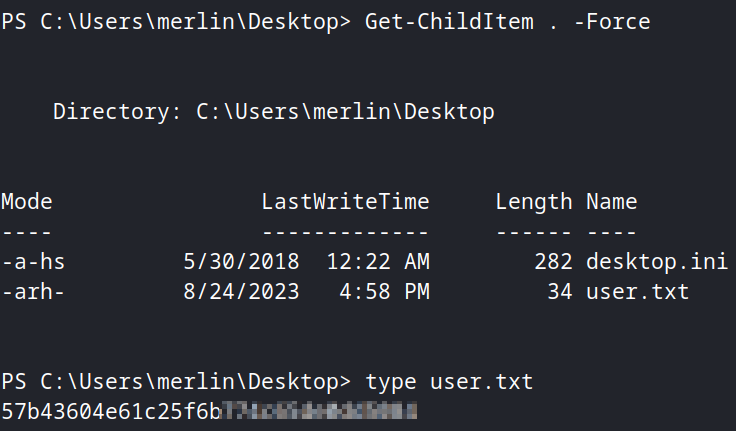 PS C:\Users\merlin\Desktop> Get-ChildItem . -Force
Directory: C:\Users\merlin\Desktop
Mode LastWriteTime Length Name
---- ------------- ------ ----
-a-hs 5/30/2018 12:22 AM 282 desktop.ini
-arh- 8/24/2023 4:58 PM 34 user.txt
PS C:\Users\merlin\Desktop> type user.txt
57b43604e61c25f6b